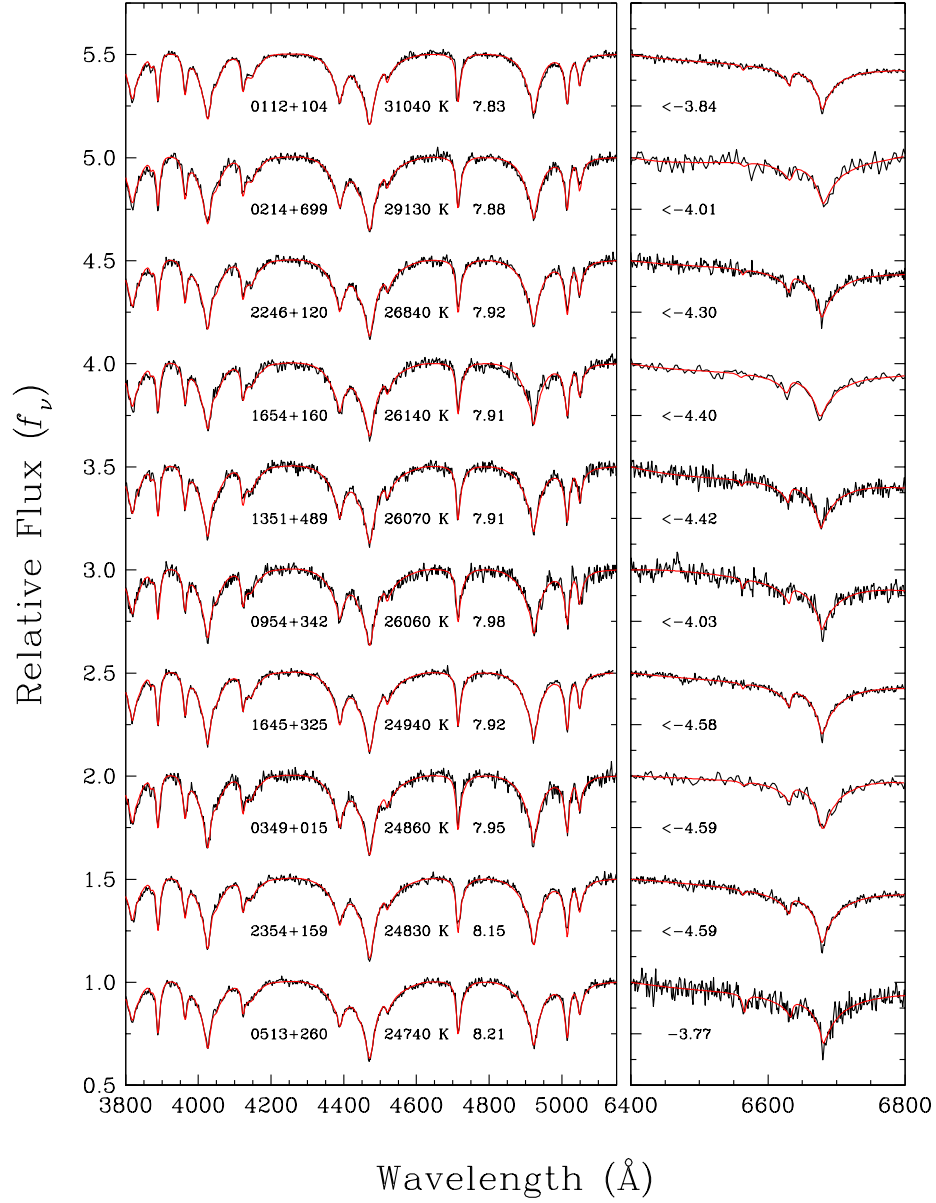 5.5
0112+104 31040 K 7.83 <-3.84
5.0
0214+699 29130 K 7.88 <-4.01
4.5
2246+120 26840 K 7.92 <-4.30
4.0
1654+160 26140 K 7.91 <-4.40
3.5
1351+489 26070 K 7.91 <-4.42
3.0
0954+342 26060 K 7.98 <-4.03
2.5
1645+325 24940 K 7.92 <-4.58
2.0
0349+015 24860 K 7.95 <-4.59
1.5
2354+159 24830 K 8.15 <-4.59
1.0
0513+260 24740 K 8.21 -3.77
0.5
3800 4000 4200 4400 4600 4800 5000 6400 6600 6800
Relative Flux (fν)
Wavelength (Å)